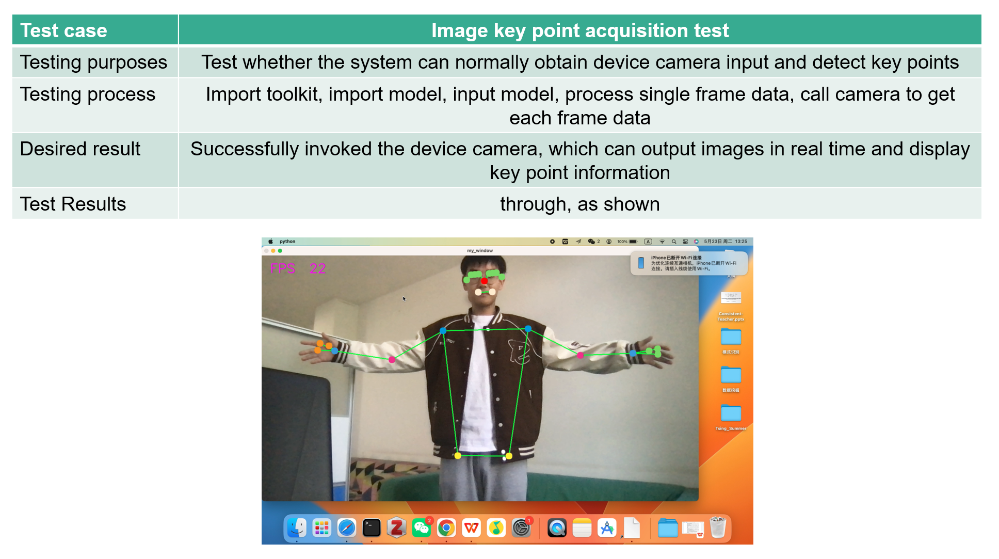 Test case
Image key point acquisition test
Testing purposes
Test whether the system can normally obtain device camera input and detect key points
Testing process
Import toolkit, import model, input model, process single frame data, call camera to get
each frame data
Desired result
Successfully invoked the device camera, which can output images in real time and display
key point information
Test Results
through, as shown
python
2
100%
A
5月23日 周二 13:25
my_window
FPS 22
iPhone已断开Wi-Fi连接
为优化连续互通相机，iPhone已断开Wi-Fi
连接。请插入线缆使用Wi-Fi。
文稿
Consistent-
Teacher.pptx
模式识别
数据挖掘
Tsing_Summer
2
1